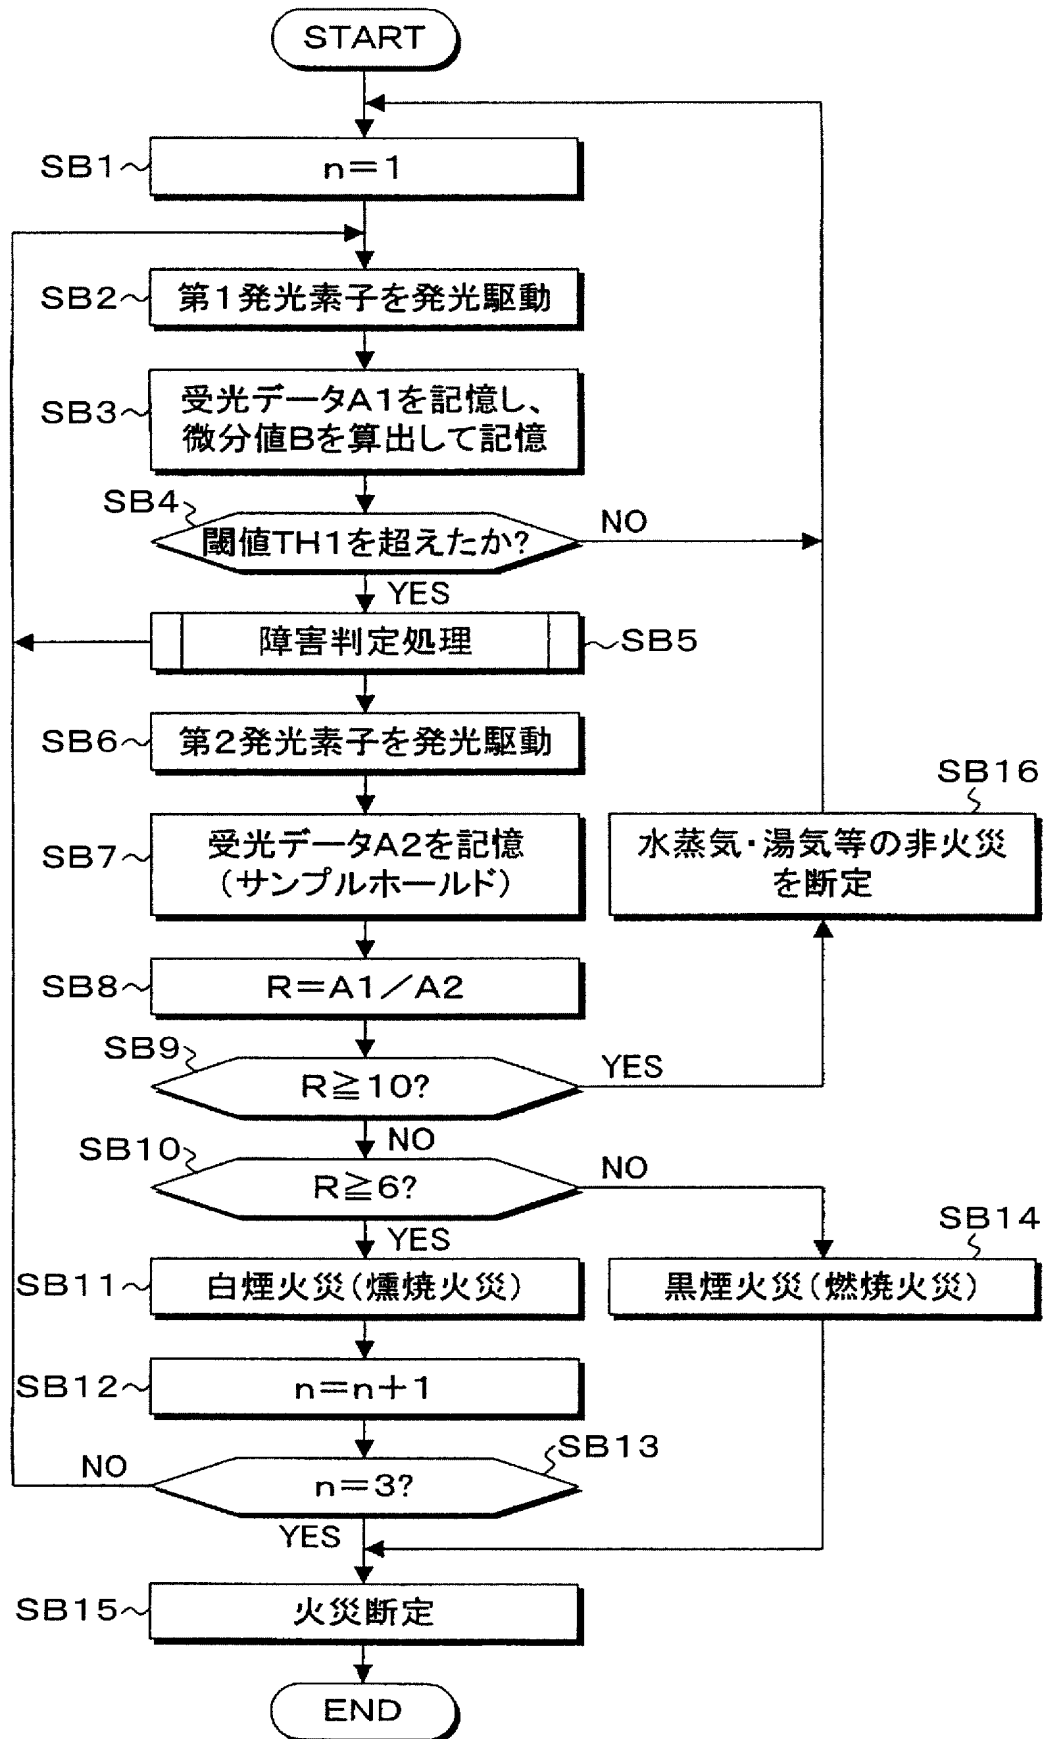 START
SB1
n=1
SB2
第1発光素子を発光駆動
SB3
受光データA1を記憶し、
微分値Bを算出して記憶
SB4
閾値TH1を超えたか?
NO
YES
障害判定処理
SB5
SB6
第2発光素子を発光駆動
SB16
水蒸気・湯気等の非火災
を断定
SB7
受光データA2を記憶
(サンプルホールド)
SB8
R=A1/A2
SB9
R≧10?
YES
NO
SB10
R≧6?
NO
YES
SB14
SB11
白煙火災(燻焼火災)
黒煙火災(燃焼火災)
SB12
n=n+1
SB13
NO
n=3?
YES
SB15
火災断定
END